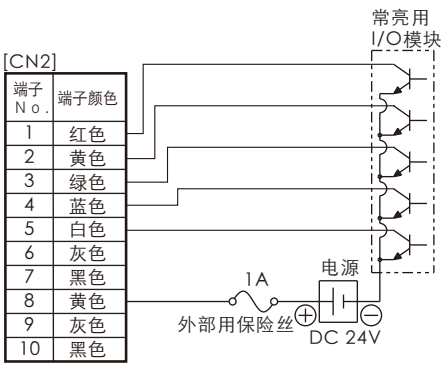 常亮用
I/O模块
[CN2]
端子
No.
端子颜色
1 红色
2 黄色
3 绿色
4 蓝色
5 白色
6 灰色
7 黑色
8 黄色
9 灰色
10 黑色
1A
外部用保险丝
电源
+ −
DC 24V